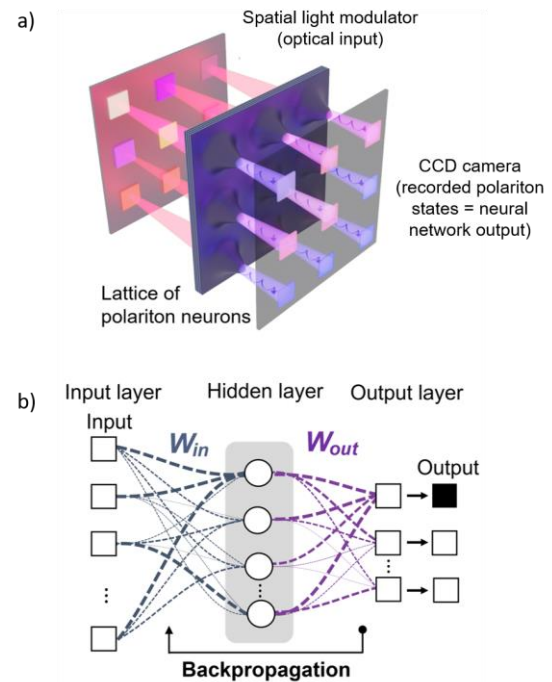 a)
Spatial light modulator
(optical input)
CCD camera
(recorded polariton
states = neural
network output)
Lattice of
polariton neurons
b)
Input layer Hidden layer Output layer
Input
W_in W_out
Output
Backpropagation